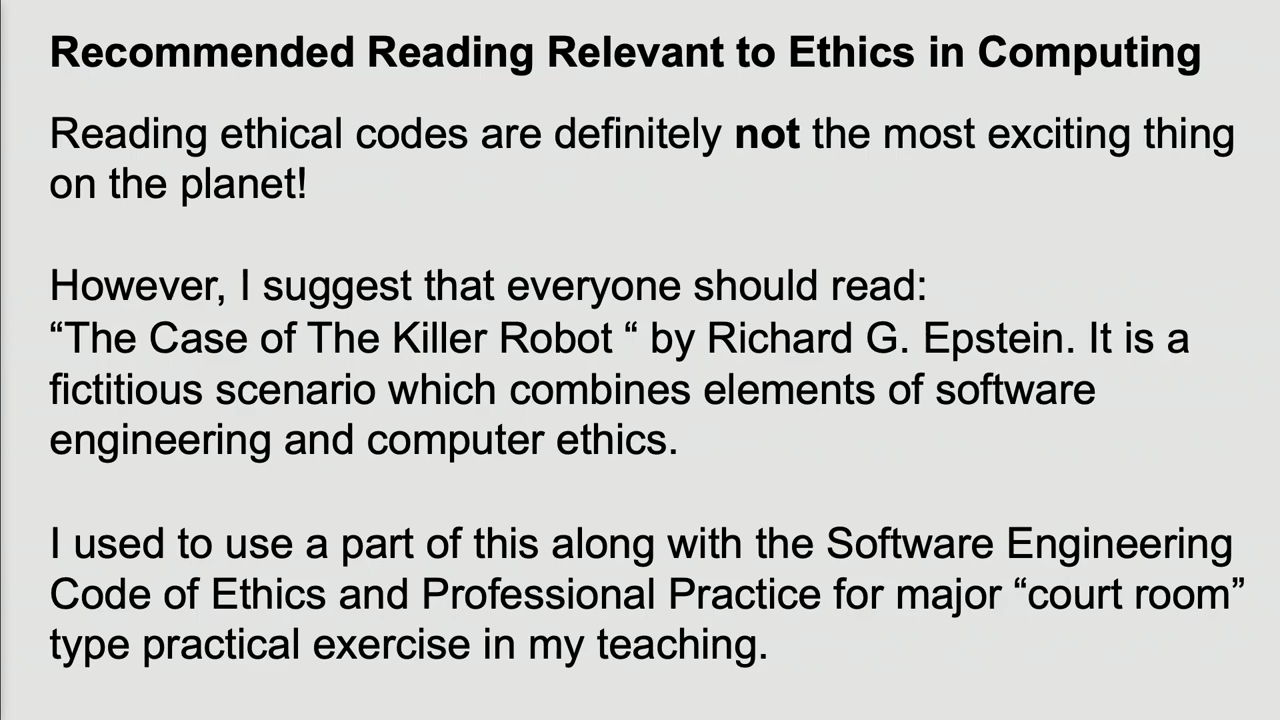 Recommended Reading Relevant to Ethics in Computing
Reading ethical codes are definitely not the most exciting thing
on the planet!
However, I suggest that everyone should read:
“The Case of The Killer Robot “ by Richard G. Epstein. It is a
fictitious scenario which combines elements of software
engineering and computer ethics.
I used to use a part of this along with the Software Engineering
Code of Ethics and Professional Practice for major “court room”
type practical exercise in my teaching.